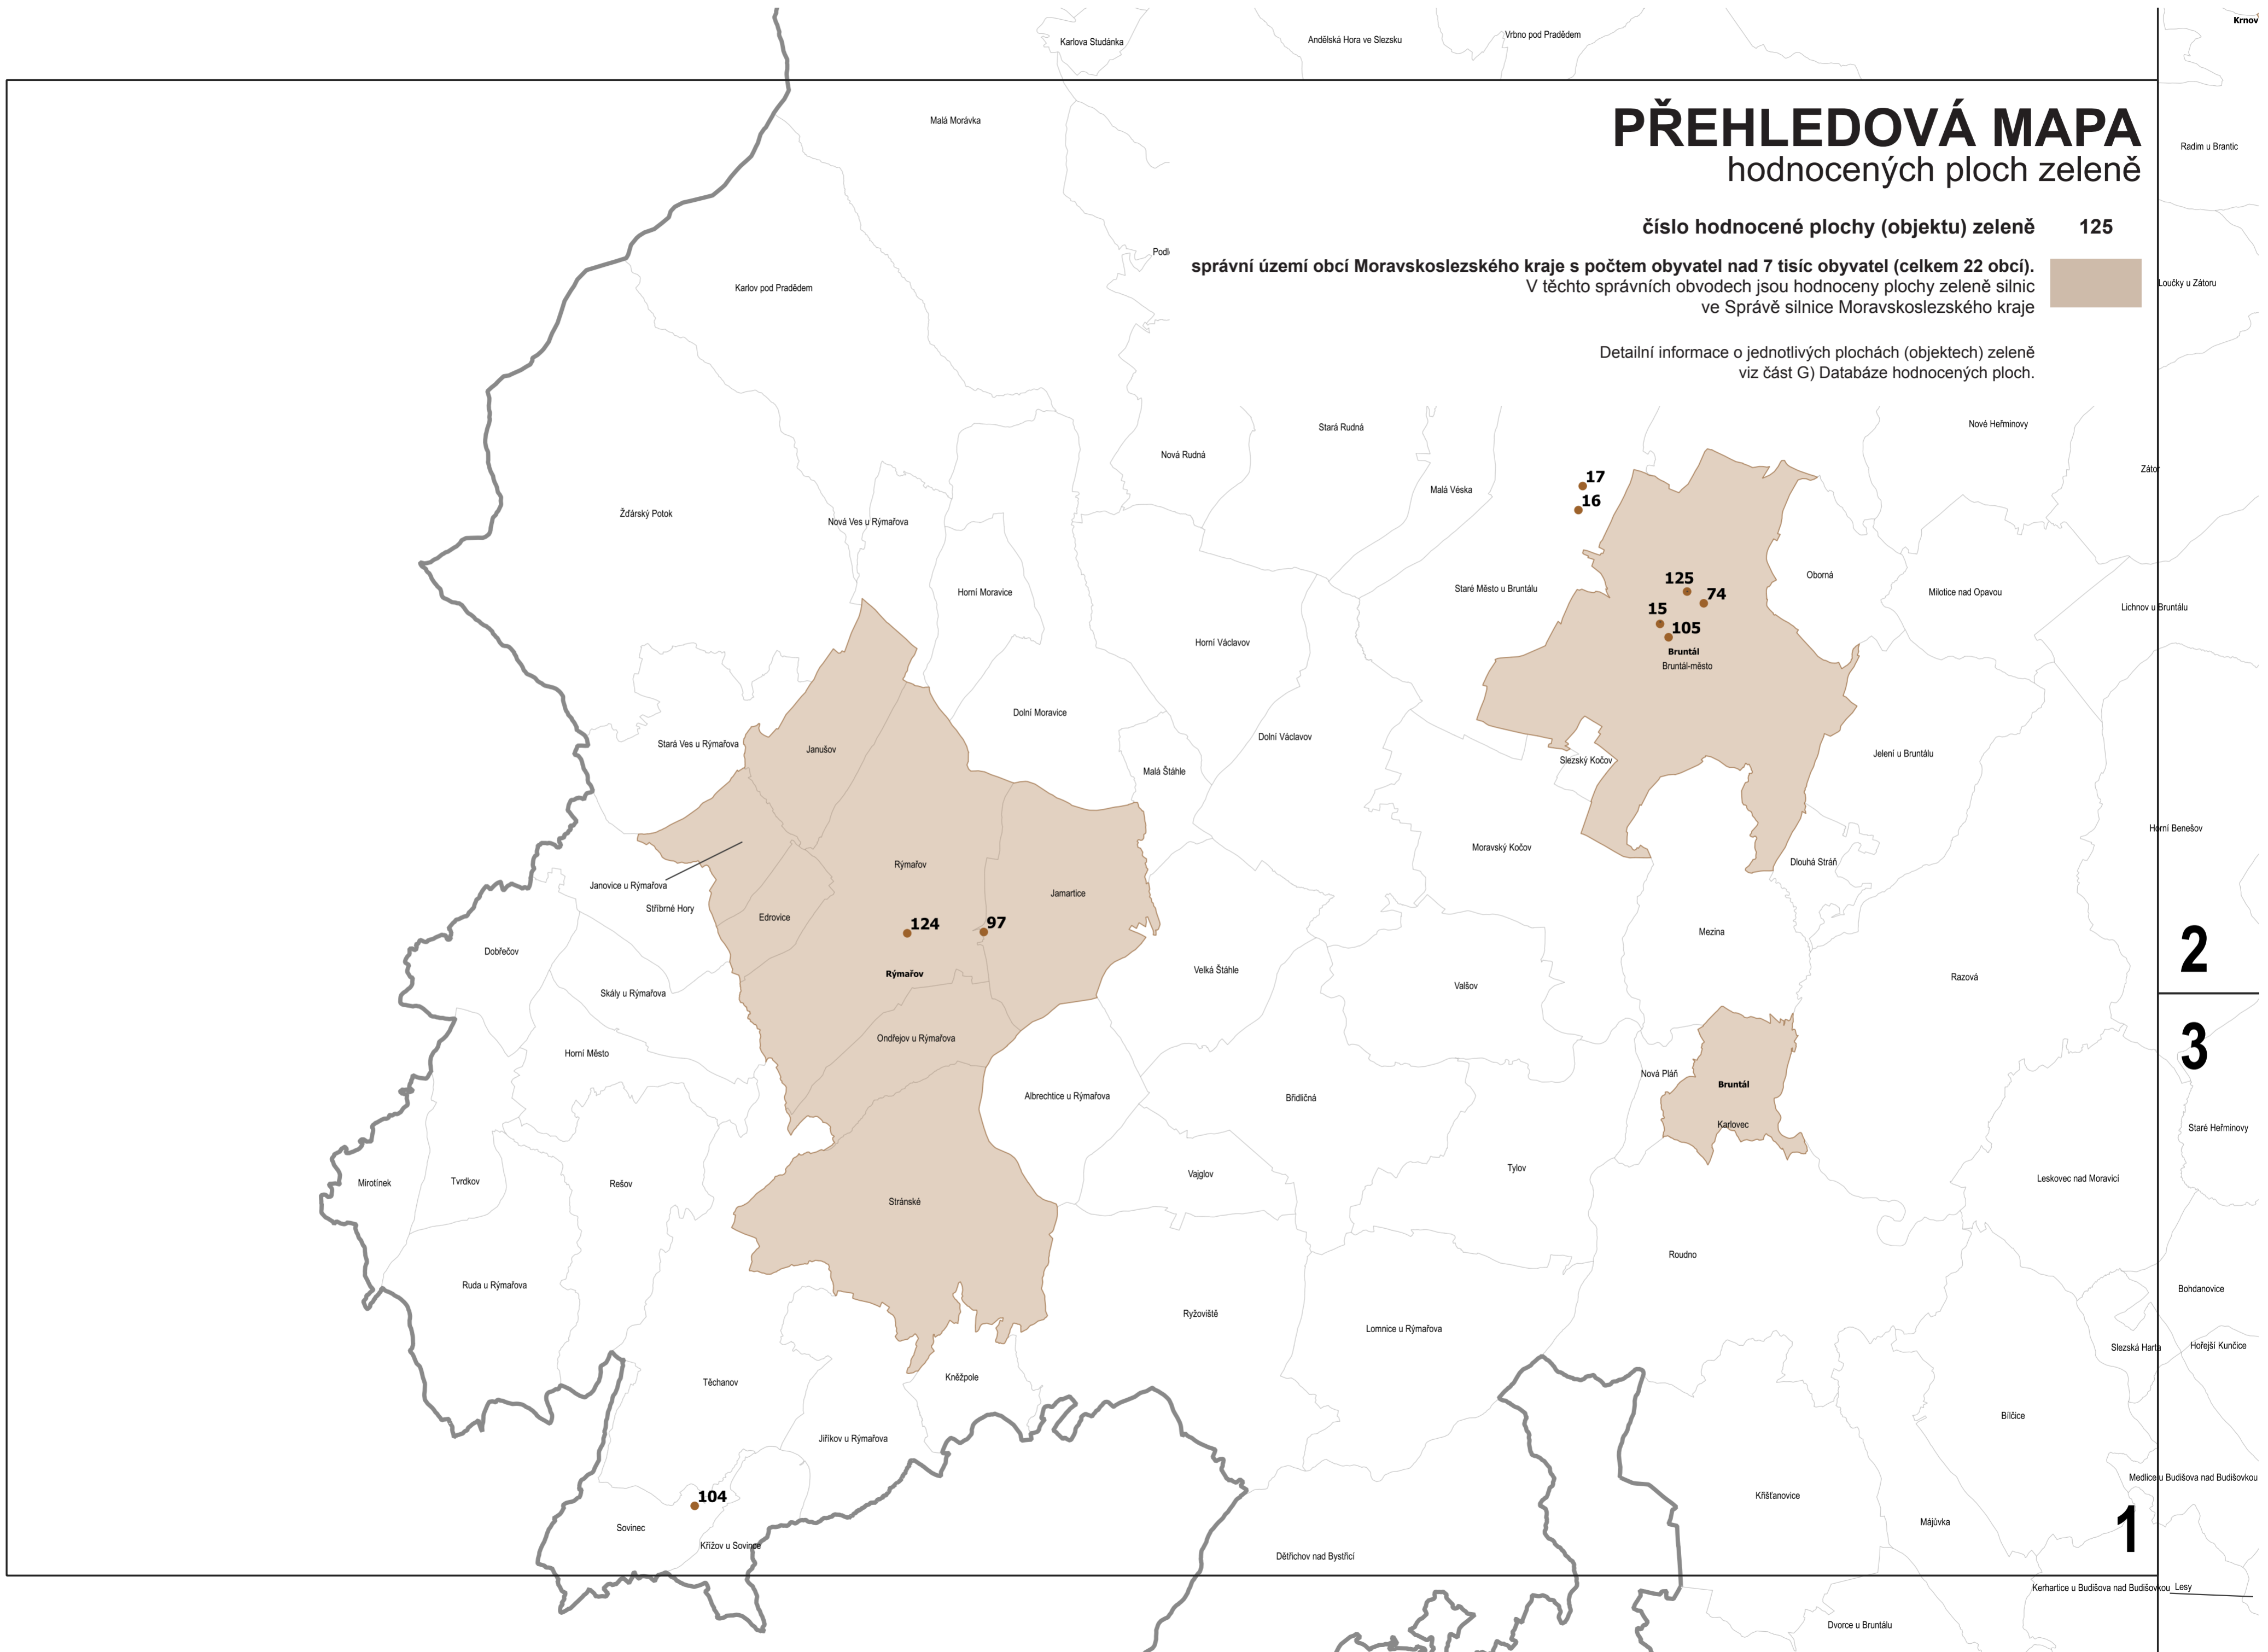 Krnov
Karlova Studánka
Andělská Hora ve Slezsku
Vrbno pod Pradědem
PŘEHLEDOVÁ MAPA
hodnocených ploch zeleně
Malá Morávka
Radim u Brantic
číslo hodnocené plochy (objektu) zeleně 125
správní území obcí Moravskoslezského kraje s počtem obyvatel nad 7 tisíc obyvatel (celkem 22 obcí).
V těchto správních obvodech jsou hodnoceny plochy zeleně silnic
ve Správě silnice Moravskoslezského kraje
Karlov pod Pradědem
Loučky u Zátoru
Detailní informace o jednotlivých plochách (objektech) zeleně
viz část G) Databáze hodnocených ploch.
Stará Rudná
Nové Heřminovy
Nová Rudná
Zátor
17
Malá Véska
16
Žďárský Potok
Nová Ves u Rýmařova
Horní Moravice
Staré Město u Bruntálu
125
74
Oborná
Milotice nad Opavou
Lichnov u Bruntálu
15
105
Bruntál
Bruntál-město
Horní Václavov
Dolní Moravice
Dolní Václavov
Stará Ves u Rýmařova
Janušov
Malá Štáhle
Slezský Kočov
Jelení u Bruntálu
Horní Benešov
Moravský Kočov
Dlouhá Stráň
Rýmařov
Janovice u Rýmařova
Jamartice
Stříbrné Hory
Edrovice
124
97
Mezina
2
Dobřečov
Rýmařov
Velká Štáhle
Valšov
Razová
Skály u Rýmařova
Ondřejov u Rýmařova
3
Horní Město
Nová Pláň
Bruntál
Albrechtice u Rýmařova
Břidličná
Karlovec
Staré Heřminovy
Mirotínek
Tvrdkov
Rešov
Vajglov
Tylov
Leskovec nad Moravicí
Stránské
Roudno
Ruda u Rýmařova
Bohdanovice
Ryžoviště
Lomnice u Rýmařova
Slezská Harta
Hořejší Kunčice
Těchanov
Kněžpole
Bílčice
Jiříkov u Rýmařova
Medlice u Budišova nad Budišovkou
104
Křišťanovice
Sovinec
Májůvka
1
Křížov u Sovince
Dětřichov nad Bystřicí
Kerhartice u Budišova nad Budišovkou
Lesy
Dvorce u Bruntálu